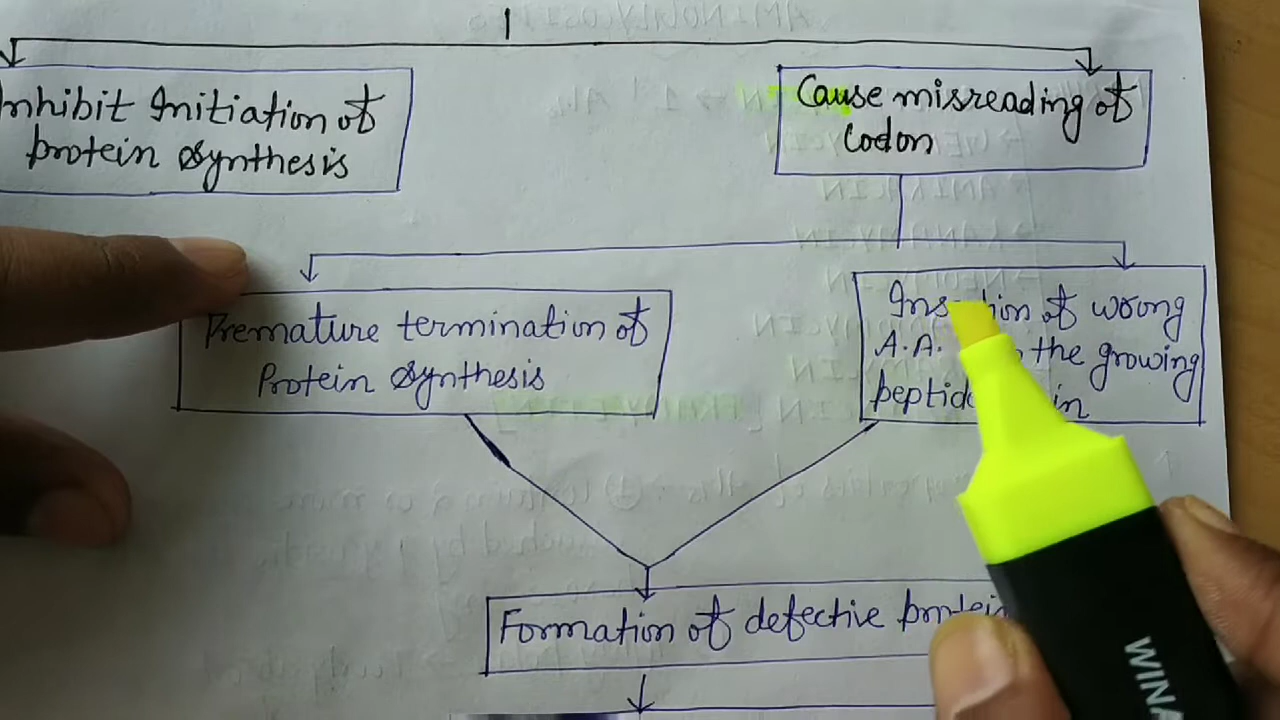 Inhibit Initiation of
protein synthesis
Cause misreading of
Codon
Premature termination of
Protein synthesis
of wrong
A.A. the growing
Formation of defective
WINA